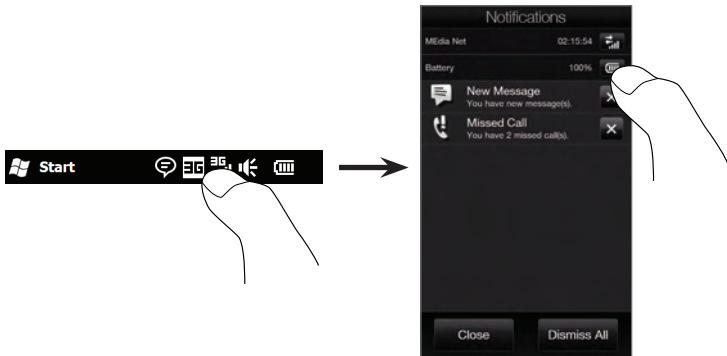 Start
3G
3G
Notifications
MEdia Net 02:15:54
Battery 100%
New Message
You have new message(s).
Missed Call
You have 2 missed call(s).
Close Dismiss All